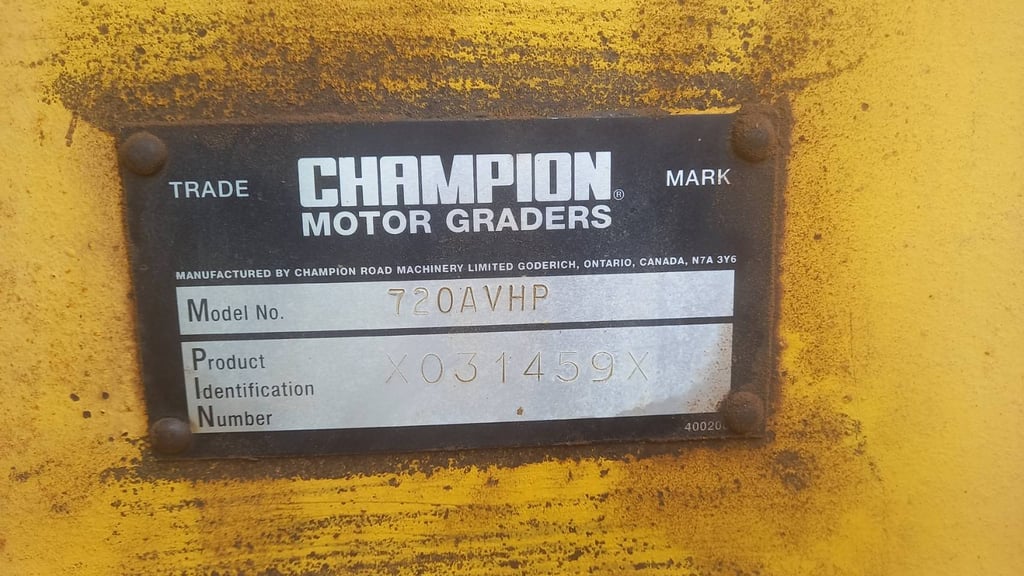 TRADE CHAMPION® MARK
MOTOR GRADERS
MANUFACTURED BY CHAMPION ROAD MACHINERY LIMITED GODERICH, ONTARIO, CANADA, N7A 3Y6
Model No. 720AVHP
Product X031459X
Identification
Number